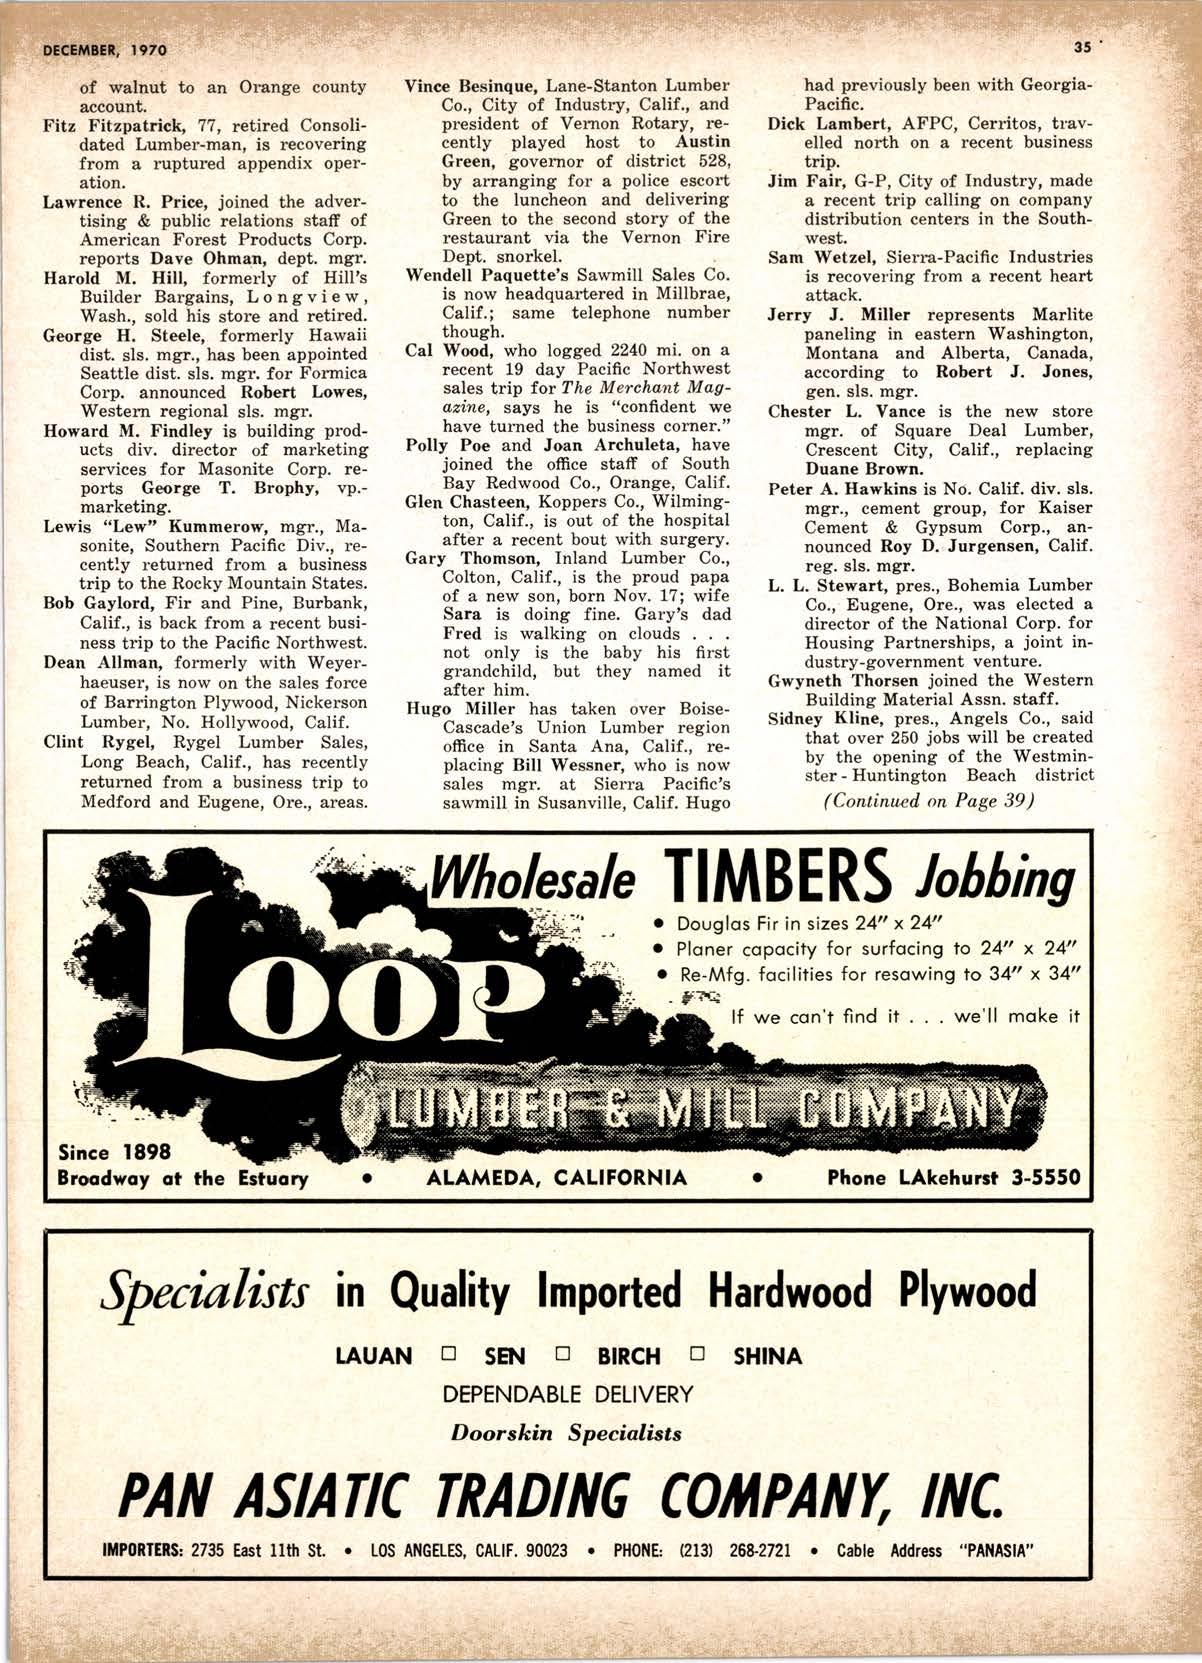 DECEMBER, 1970
35
of walnut to an Orange county
account.
Fitz Fitzpatrick, 77, retired Consoli-
dated Lumber-man, is recovering
from a ruptured appendix oper-
ation.
Lawrence R. Price, joined the adver-
tising & public relations staff of
American Forest Products Corp.
reports Dave Ohman, dept. mgr.
Harold M. Hill, formerly of Hill's
Builder Bargains, Longview,
Wash., sold his store and retired.
George H. Steele, formerly Hawaii
dist. sls. mgr., has been appointed
Seattle dist. sls. mgr. for Formica
Corp. announced Robert Lowes,
Western regional sls. mgr.
Howard M. Findley is building prod-
ucts div. director of marketing
services for Masonite Corp. re-
ports George T. Brophy, vp.-
marketing.
Lewis "Lew" Kummerow, mgr., Ma-
sonite, Southern Pacific Div., re-
cently returned from a business
trip to the Rocky Mountain States.
Bob Gaylord, Fir and Pine, Burbank,
Calif., is back from a recent busi-
ness trip to the Pacific Northwest.
Dean Allman, formerly with Weyer-
haeuser, is now on the sales force
of Barrington Plywood, Nickerson
Lumber, No. Hollywood, Calif.
Clint Rygel, Rygel Lumber Sales,
Long Beach, Calif., has recently
returned from a business trip to
Medford and Eugene, Ore., areas.
Vince Besinque, Lane-Stanton Lumber
Co., City of Industry, Calif., and
president of Vernon Rotary, re-
cently played host to Austin
Green, governor of district 528,
by arranging for a police escort
to the luncheon and delivering
Green to the second story of the
restaurant via the Vernon Fire
Dept. snorkel.
Wendell Paquette's Sawmill Sales Co.
is now headquartered in Millbrae,
Calif.; same telephone number
though.
Cal Wood, who logged 2240 mi. on a
recent 19 day Pacific Northwest
sales trip for The Merchant Mag-
azine, says he is "confident we
have turned the business corner."
Polly Poe and Joan Archuleta, have
joined the office staff of South
Bay Redwood Co., Orange, Calif.
Glen Chasteen, Koppers Co., Wilming-
ton, Calif., is out of the hospital
after a recent bout with surgery.
Gary Thomson, Inland Lumber Co.,
Colton, Calif., is the proud papa
of a new son, born Nov. 17; wife
Sara is doing fine. Gary's dad
Fred is walking on clouds . . .
not only is the baby his first
grandchild, but they named it
after him.
Hugo Miller has taken over Boise-
Cascade's Union Lumber region
office in Santa Ana, Calif., re-
placing Bill Wessner, who is now
sales mgr. at Sierra Pacific's
sawmill in Susanville, Calif. Hugo
had previously been with Georgia-
Pacific.
Dick Lambert, AFPC, Cerritos, trav-
elled north on a recent business
trip.
Jim Fair, G-P, City of Industry, made
a recent trip calling on company
distribution centers in the South-
west.
Sam Wetzel, Sierra-Pacific Industries
is recovering from a recent heart
attack.
Jerry J. Miller represents Marlite
paneling in eastern Washington,
Montana and Alberta, Canada,
according to Robert J. Jones,
gen. sls. mgr.
Chester L. Vance is the new store
mgr. of Square Deal Lumber,
Crescent City, Calif., replacing
Duane Brown.
Peter A. Hawkins is No. Calif. div. sls.
mgr., cement group, for Kaiser
Cement & Gypsum Corp., an-
nounced Roy D. Jurgensen, Calif.
reg. sls. mgr.
L. L. Stewart, pres., Bohemia Lumber
Co., Eugene, Ore., was elected a
director of the National Corp. for
Housing Partnerships, a joint in-
dustry-government venture.
Gwyneth Thorsen joined the Western
Building Material Assn. staff.
Sidney Kline, pres., Angels Co., said
that over 250 jobs will be created
by the opening of the Westmin-
ster - Huntington Beach district
(Continued on Page 39)
Wholesale TIMBERS Jobbing
• Douglas Fir in sizes 24″ x 24″
• Planer capacity for surfacing to 24″ x 24″
• Re-Mfg. facilities for resawing to 34″ x 34″
If we can't find it . . . we'll make it
LOOP
LUMBER & MILL COMPANY
Since 1898
Broadway at the Estuary • ALAMEDA, CALIFORNIA • Phone LAkehurst 3-5550
Specialists in Quality Imported Hardwood Plywood
LAUAN □ SEN □ BIRCH □ SHINA
DEPENDABLE DELIVERY
Doorskin Specialists
PAN ASIATIC TRADING COMPANY, INC.
IMPORTERS: 2735 East 11th St. • LOS ANGELES, CALIF. 90023 • PHONE: (213) 268-2721 • Cable Address "PANASIA"